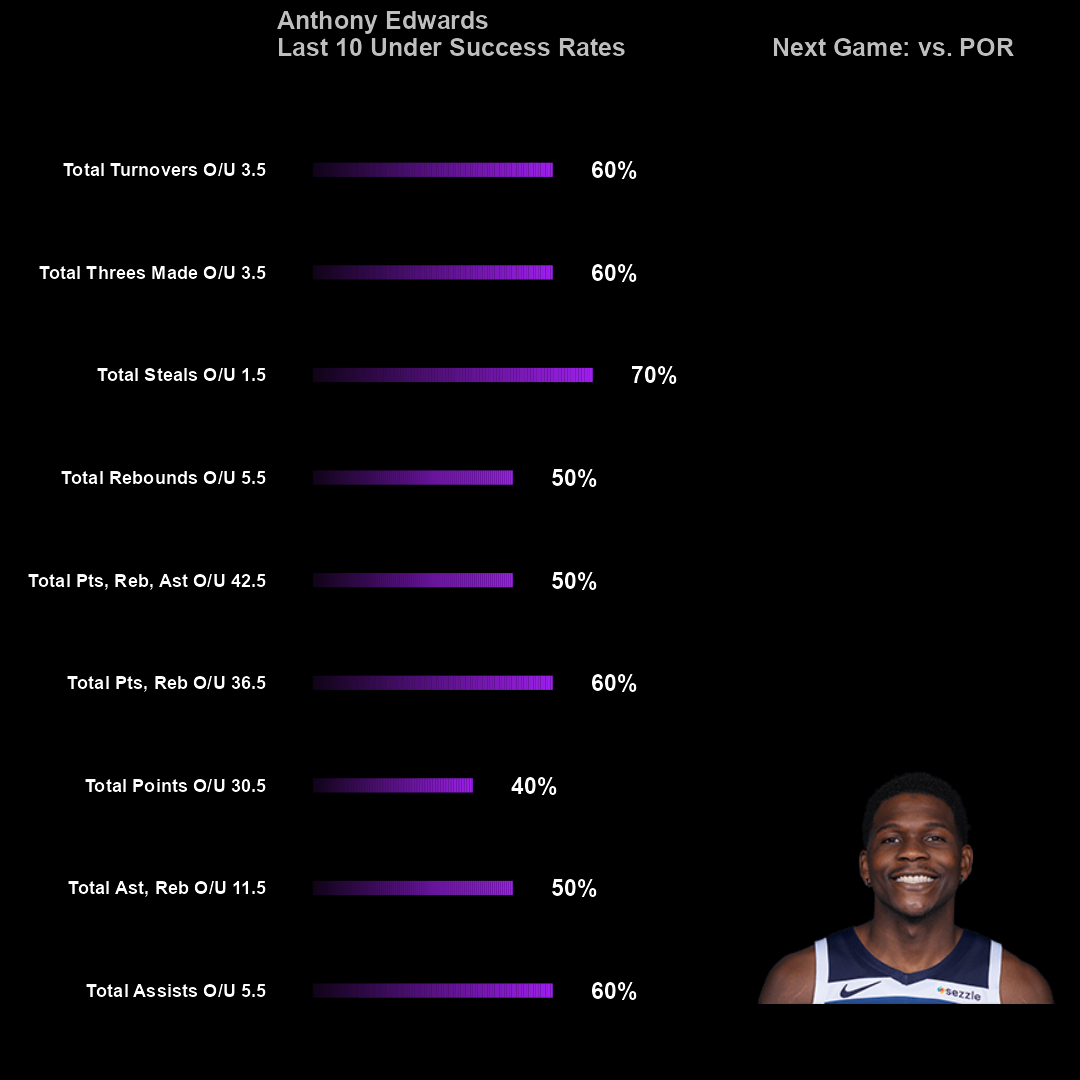 Anthony Edwards
Last 10 Under Success Rates
Next Game: vs. POR
Total Turnovers O/U 3.5 60%
Total Threes Made O/U 3.5 60%
Total Steals O/U 1.5 70%
Total Rebounds O/U 5.5 50%
Total Pts, Reb, Ast O/U 42.5 50%
Total Pts, Reb O/U 36.5 60%
Total Points O/U 30.5 40%
Total Ast, Reb O/U 11.5 50%
Total Assists O/U 5.5 60%
sezzle